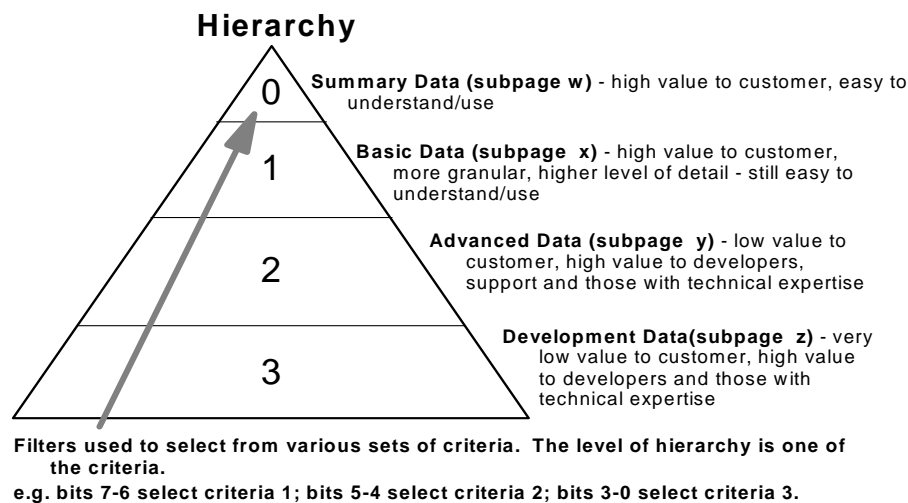 Hierarchy
0
Summary Data (subpage w) - high value to customer, easy to
understand/use
1
Basic Data (subpage x) - high value to customer,
more granular, higher level of detail - still easy to
understand/use
2
Advanced Data (subpage y) - low value to
customer, high value to developers,
support and those with technical expertise
3
Development Data(subpage z) - very
low value to customer, high value
to developers and those with
technical expertise
Filters used to select from various sets of criteria. The level of hierarchy is one of
the criteria.
e.g. bits 7-6 select criteria 1; bits 5-4 select criteria 2; bits 3-0 select criteria 3.